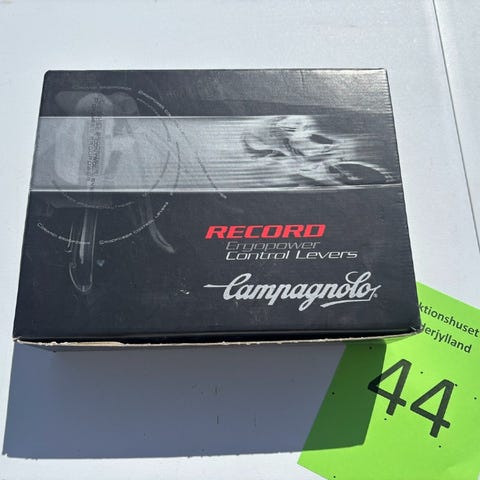 RECORD
Ergopower
Control Levers
Campagnolo
ktionshuset
derjylland
44